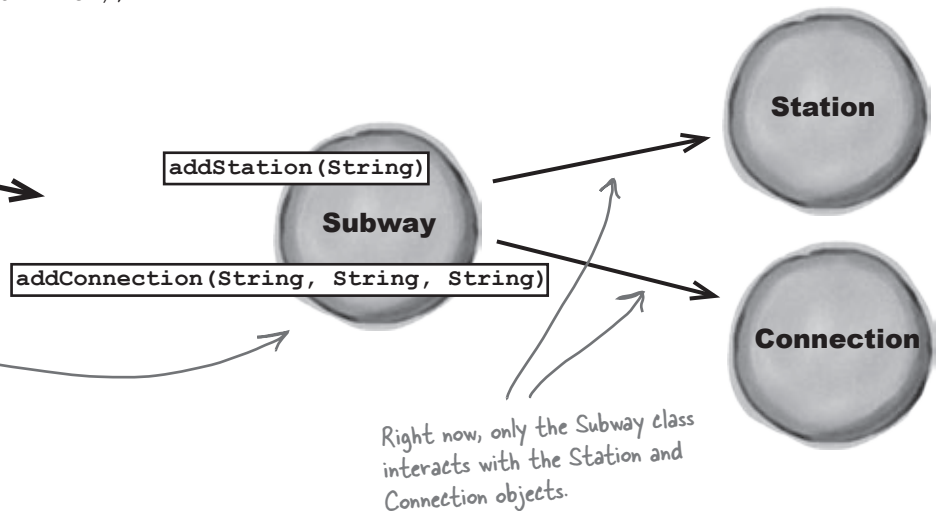 Station
addStation(String)
Subway
addConnection(String, String, String)
Connection
Right now, only the Subway class
interacts with the Station and
Connection objects.